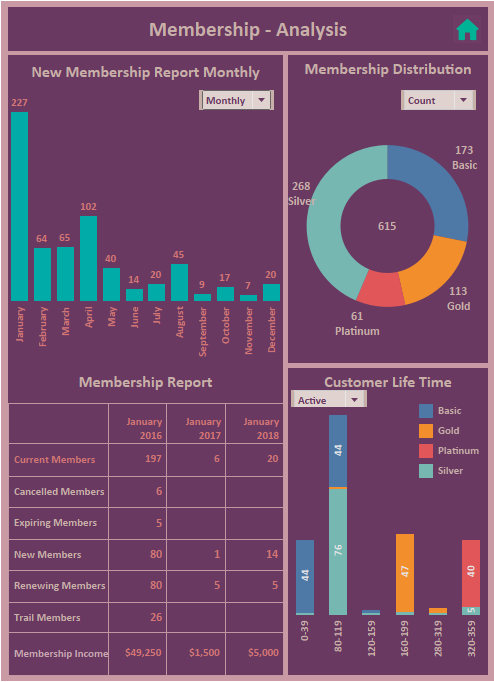 Membership - Analysis
New Membership Report Monthly
Monthly
227
64
65
102
40
14
20
45
9
17
7
20
January
February
March
April
May
June
July
August
September
October
November
December
Membership Distribution
Count
173
Basic
268
Silver
615
113
Gold
61
Platinum
Membership Report
January 2016 January 2017 January 2018
Current Members 197 6 20
Cancelled Members 6
Expiring Members 5
New Members 80 1 14
Renewing Members 80 5 5
Trail Members 26
Membership Income $49,250 $1,500 $5,000
Customer Life Time
Active
Basic
Gold
Platinum
Silver
44
44
76
47
40
5
0-39
80-119
120-159
160-199
280-319
320-359